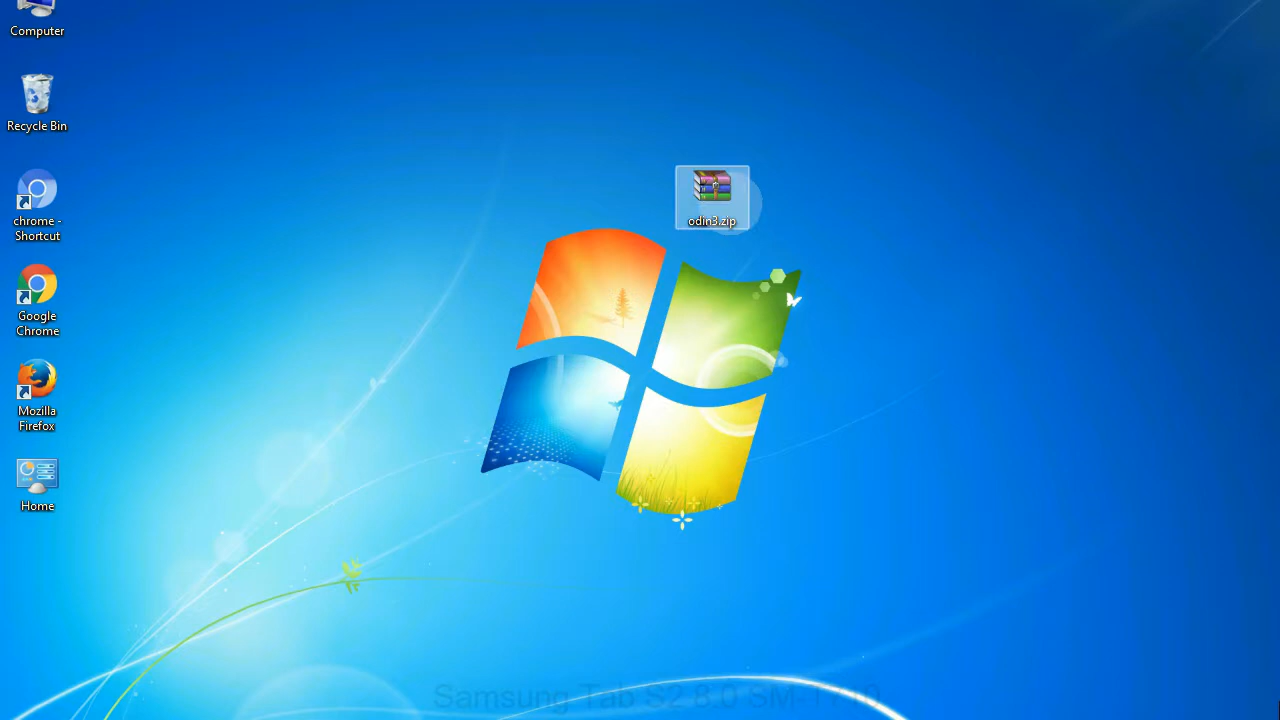 Computer
Recycle Bin
chrome -
Shortcut
Google
Chrome
Mozilla
Firefox
Home
odin3.zip
Samsung Tab S2 8.0